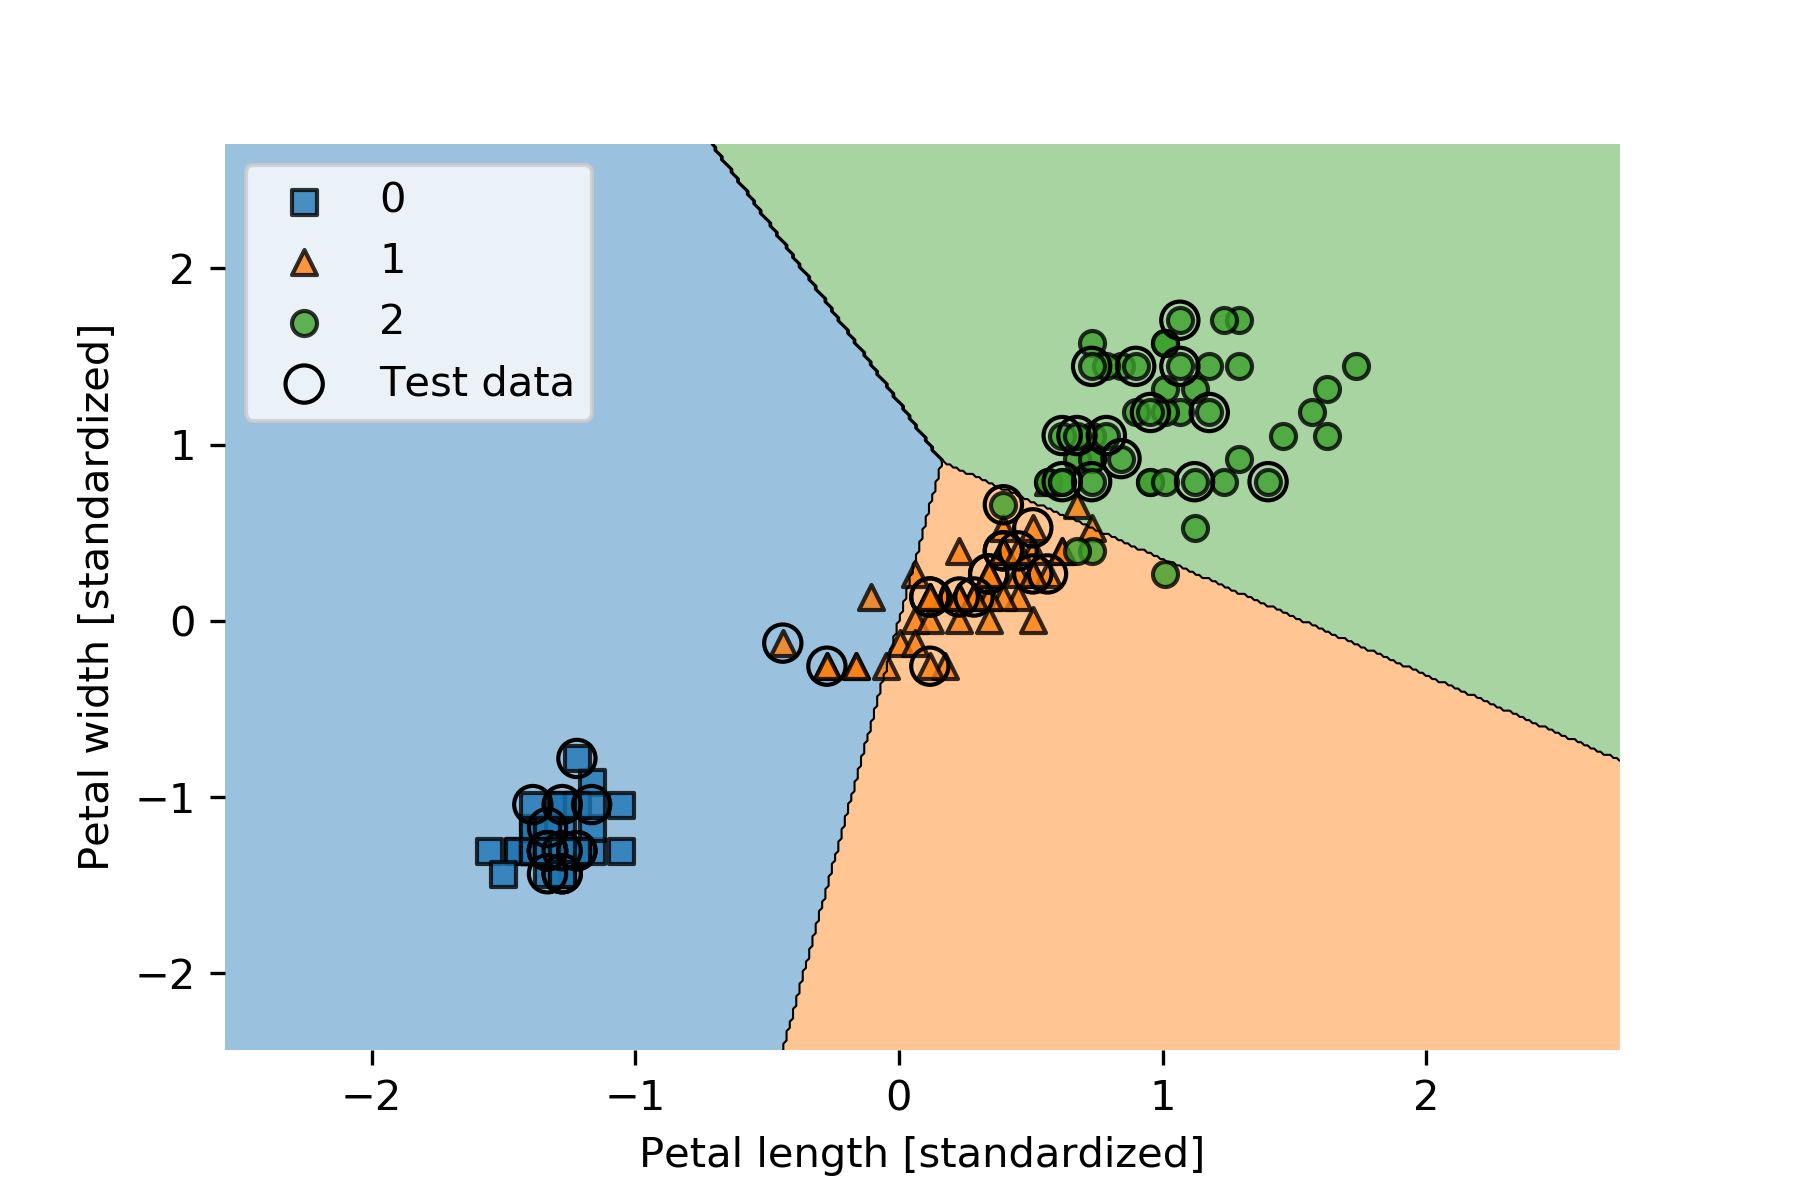 0
1
2
Test data
2
1
0
−1
−2
Petal width [standardized]
−2 −1 0 1 2
Petal length [standardized]